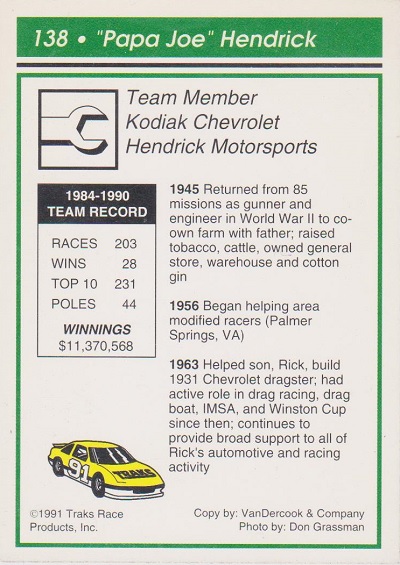 138 • "Papa Joe" Hendrick
Team Member
Kodiak Chevrolet
Hendrick Motorsports
1984-1990
TEAM RECORD
RACES 203
WINS 28
TOP 10 231
POLES 44
WINNINGS
$11,370,568
1945 Returned from 85
missions as gunner and
engineer in World War II to co-
own farm with father; raised
tobacco, cattle, owned general
store, warehouse and cotton
gin
1956 Began helping area
modified racers (Palmer
Springs, VA)
1963 Helped son, Rick, build
1931 Chevrolet dragster; had
active role in drag racing, drag
boat, IMSA, and Winston Cup
since then; continues to
provide broad support to all of
Rick's automotive and racing
activity
91
TRAKS
©1991 Traks Race
Products, Inc.
Copy by: VanDercook & Company
Photo by: Don Grassman